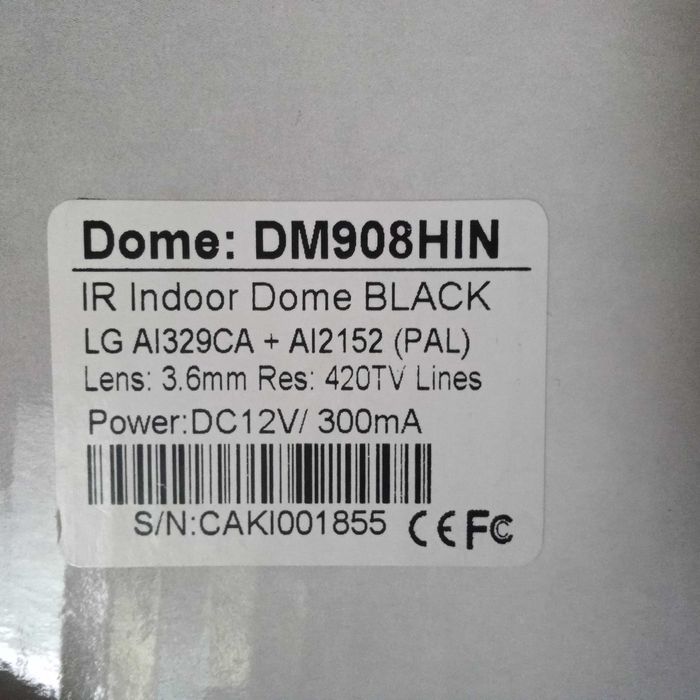 Dome: DM908HIN
IR Indoor Dome BLACK
LG AI329CA + AI2152 (PAL)
Lens: 3.6mm Res: 420TV Lines
Power:DC12V/ 300mA
S/N:CAKI001855 CE FC